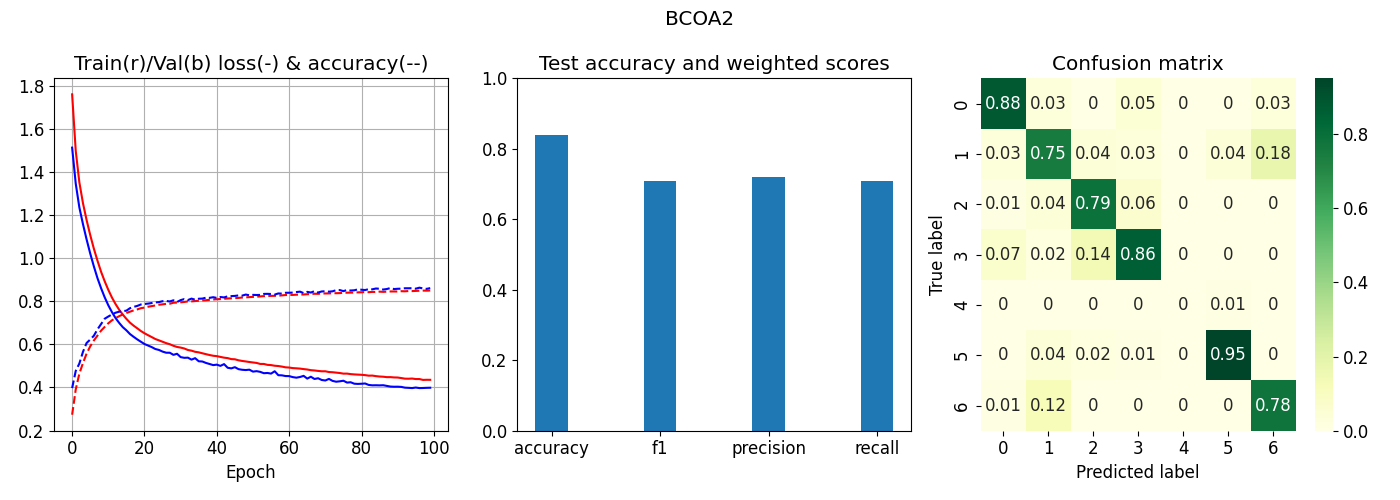 BCOA2
Train(r)/Val(b) loss(-) & accuracy(--)
1.8
1.6
1.4
1.2
1.0
0.8
0.6
0.4
0.2
0 20 40 60 80 100
Epoch
Test accuracy and weighted scores
1.0
0.8
0.6
0.4
0.2
0.0
accuracy f1 precision recall
Confusion matrix
True label
0 0.88 0.03 0 0.05 0 0 0.03
1 0.03 0.75 0.04 0.03 0 0.04 0.18
2 0.01 0.04 0.79 0.06 0 0 0
3 0.07 0.02 0.14 0.86 0 0 0
4 0 0 0 0 0 0.01 0
5 0 0.04 0.02 0.01 0 0.95 0
6 0.01 0.12 0 0 0 0 0.78
0 1 2 3 4 5 6
Predicted label
0.8
0.6
0.4
0.2
0.0